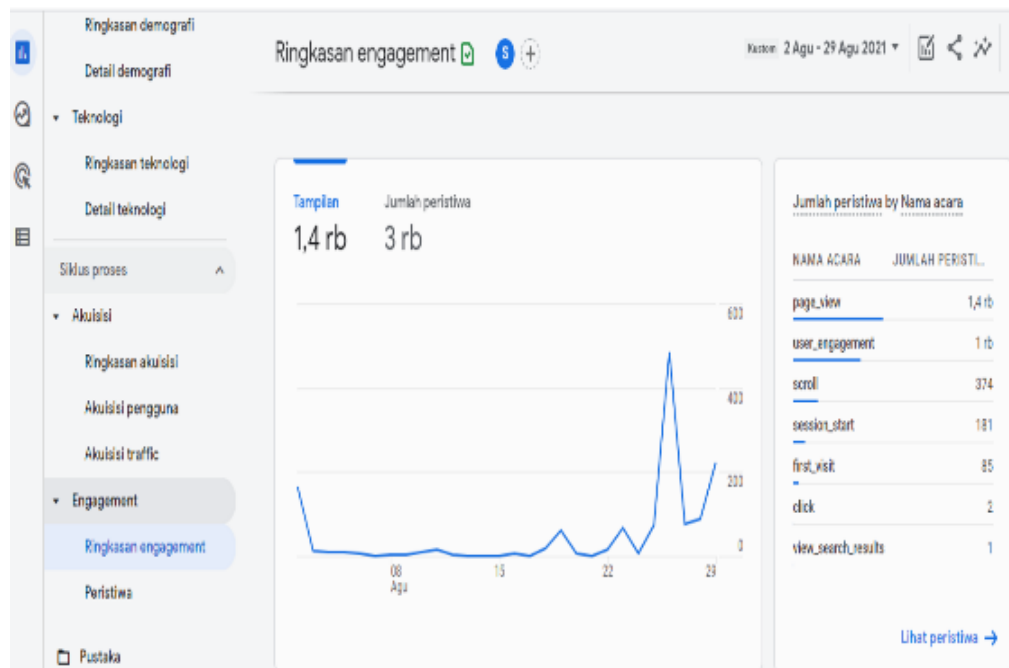 Ringkasan demografi
Detail demografi
Teknologi
Ringkasan teknologi
Detail teknologi
Siklus proses
Akuisisi
Ringkasan akuisisi
Akuisisi pengguna
Akuisisi traffic
Engagement
Ringkasan engagement
Peristiwa
Pustaka
Ringkasan engagement S
Kustom 2 Agu - 29 Agu 2021
Tampilan Jumlah peristiwa
1,4 rb 3 rb
600
400
200
0
08 15 22 29
Agu
Jumlah peristiwa by Nama acara
NAMA ACARA JUMLAH PERISTI...
page_view 1,4 rb
user_engagement 1 rb
scroll 374
session_start 181
first_visit 85
click 2
view_search_results 1
Lihat peristiwa →